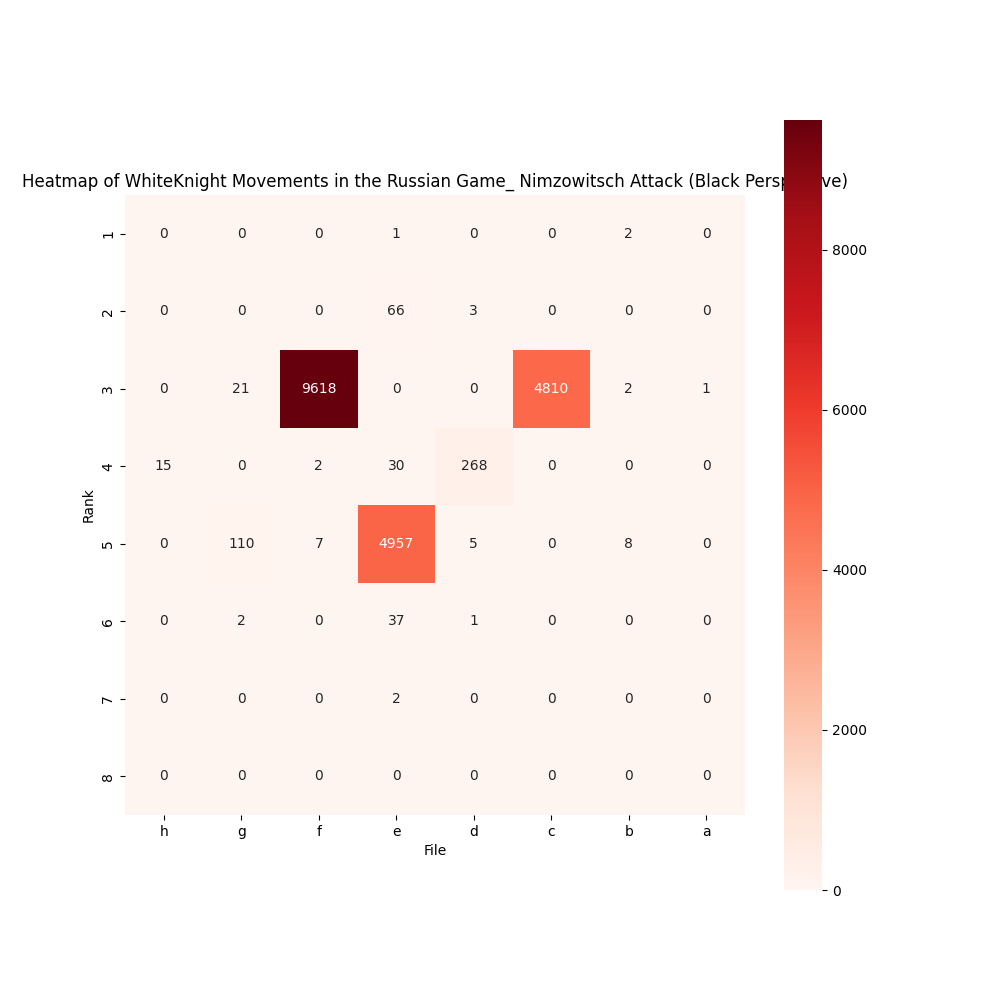 Heatmap of WhiteKnight Movements in the Russian Game_ Nimzowitsch Attack (Black Perspective)
1 0 0 0 1 0 0 2 0
2 0 0 0 66 3 0 0 0
3 0 21 9618 0 0 4810 2 1
4 15 0 2 30 268 0 0 0
5 0 110 7 4957 5 0 8 0
6 0 2 0 37 1 0 0 0
7 0 0 0 2 0 0 0 0
8 0 0 0 0 0 0 0 0
h g f e d c b a
File
Rank
8000
6000
4000
2000
0